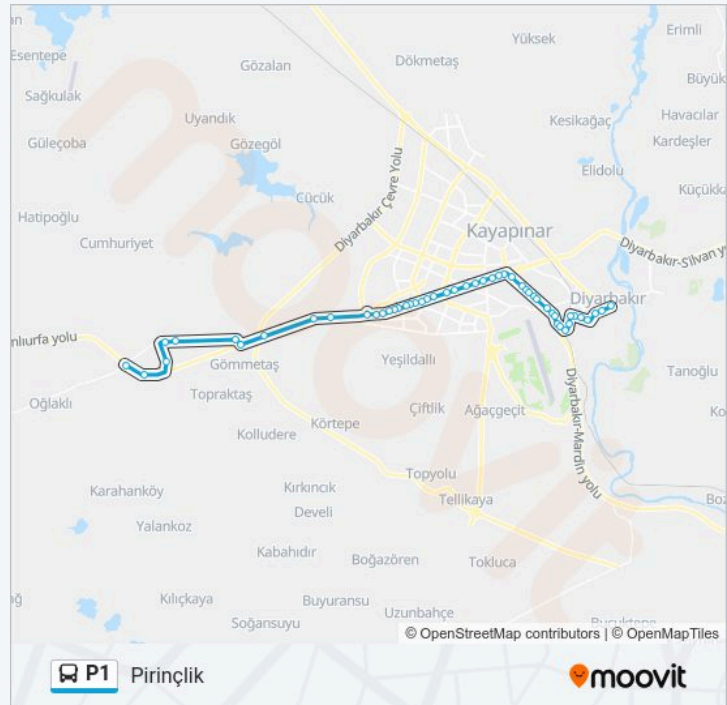 Erimli
Yüksek
Esentepe
Gözalan
Dökmetaş
Büyük
Sağkulak
Kesikağaç
Havacılar
Uyandık
Kardeşler
Güleçoba
Gözegöl
Elidolu
Diyarbakır Çevre Yolu
Küçükka
Cücük
Hatipoğlu
Kayapınar
Cumhuriyet
Diyarbakır-Silvan yo
Diyarbakır
nlıurfa yolu
Gömmetaş
Yeşildallı
Tanoğlu
Oğlaklı
Topraktaş
Çiftlik
Ağaçgeçit
Diyarbakır-Mardin yolu
Ko
Körtepe
Kolludere
Topyolu
Karahanköy
Kırkıncık
Tellikaya
Boz
Develi
Yalankoz
Kabahıdır
Boğazören
Tokluca
ağ
Kılıçkaya
Buyuransu
Uzunbahçe
Soğansuyu
© OpenStreetMap contributors | © OpenMapTiles
P1 Pirinçlik
moovit
moovit